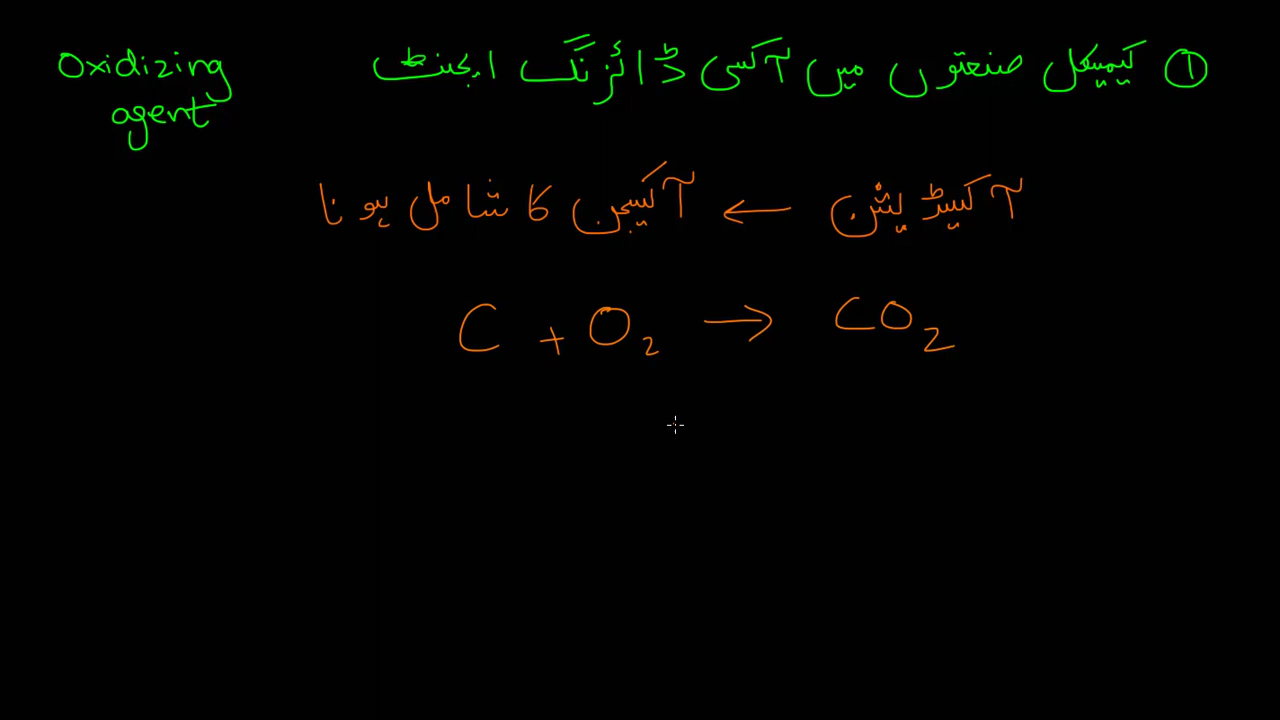 ① کیمیکل صنعتوں میں آکسی ڈائزنگ ایجنٹ
Oxidizing
agent
آکسیڈیشن ← آکسیجن کا شامل ہونا
C + O₂ → CO₂